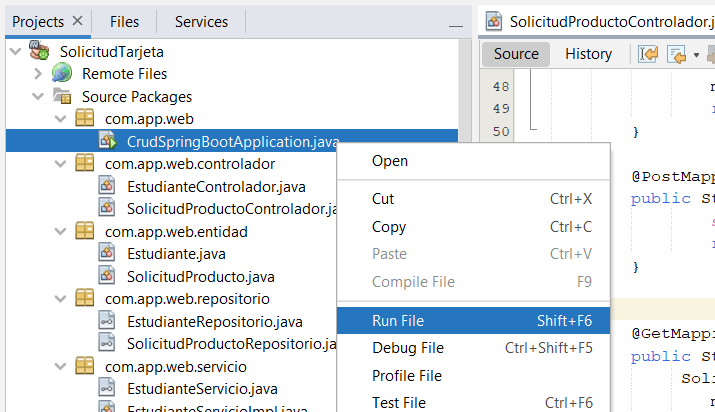 Projects Files Services
SolicitudTarjeta
Remote Files
Source Packages
com.app.web
CrudSpringBootApplication.java
com.app.web.controlador
EstudianteControlador.java
SolicitudProductoControlador.ja
com.app.web.entidad
Estudiante.java
SolicitudProducto.java
com.app.web.repositorio
EstudianteRepositorio.java
SolicitudProductoRepositorio.ja
com.app.web.servicio
EstudianteServicio.java
EstudianteServicioImpl.java
Open
Cut Ctrl+X
Copy Ctrl+C
Paste Ctrl+V
Compile File F9
Run File Shift+F6
Debug File Ctrl+Shift+F5
Profile File
Test File Ctrl+F6
SolicitudProductoControlador.j
Source History
48
49
50 }
@PostMapp
public St
}
@GetMappi
public St
Soli